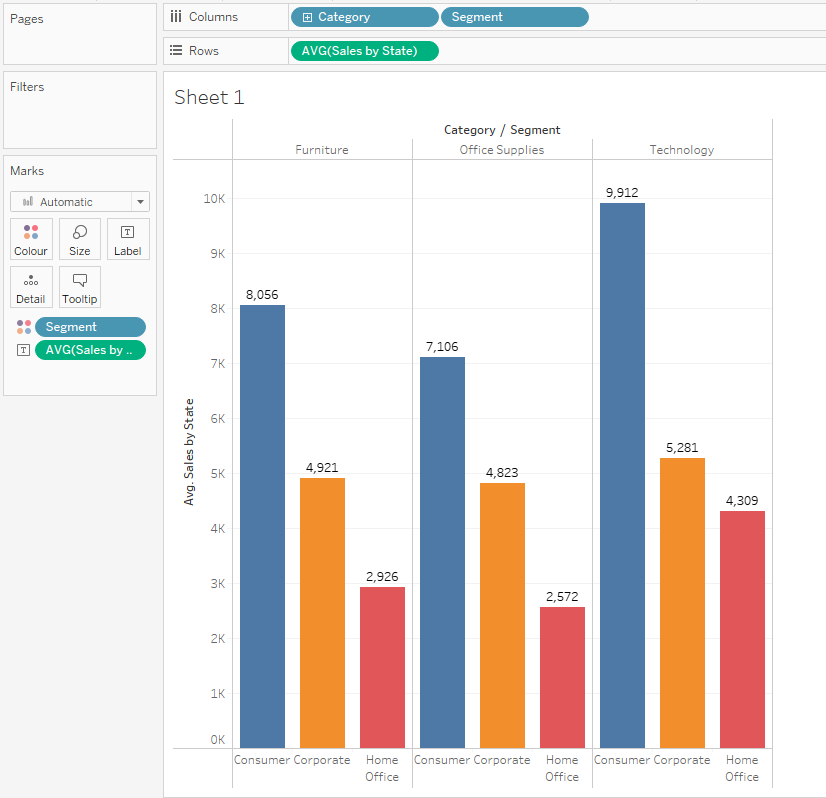 Pages
Columns
Category
Segment
Rows
AVG(Sales by State)
Filters
Marks
Automatic
Colour
Size
Label
Detail
Tooltip
Segment
AVG(Sales by ..
Sheet 1
Category / Segment
Furniture
Office Supplies
Technology
Avg. Sales by State
10K
9K
8K
7K
6K
5K
4K
3K
2K
1K
0K
8,056
4,921
2,926
7,106
4,823
2,572
9,912
5,281
4,309
Consumer
Corporate
Home
Office
Consumer
Corporate
Home
Office
Consumer
Corporate
Home
Office